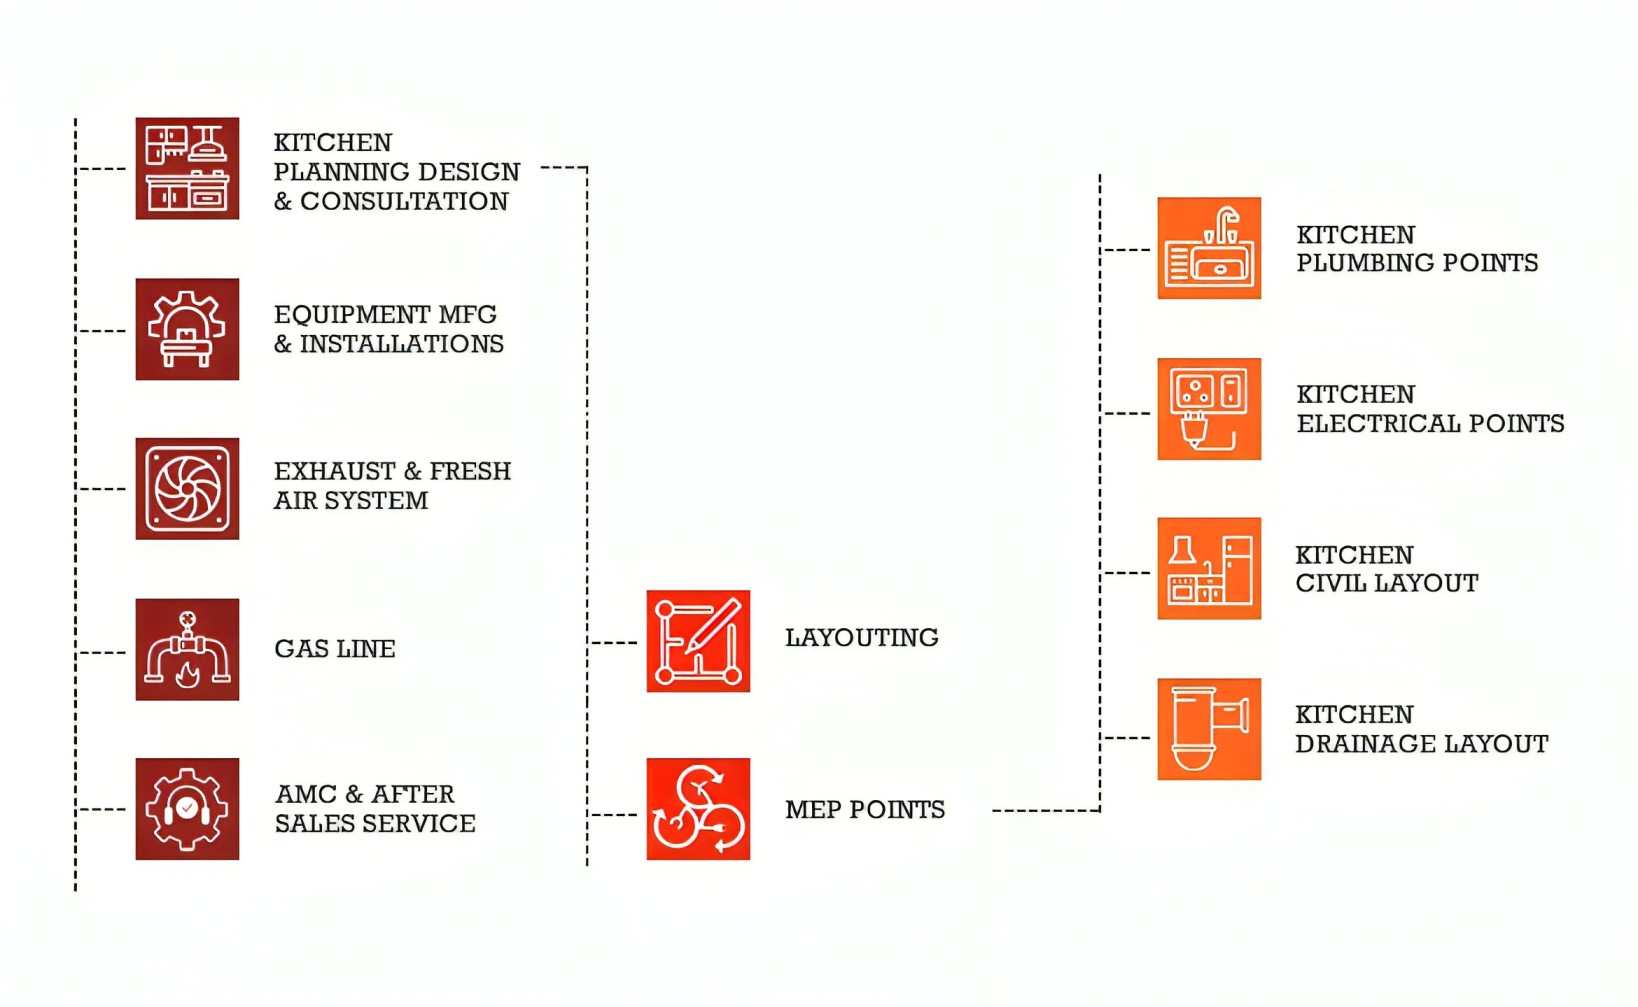 KITCHEN
PLANNING DESIGN
& CONSULTATION
EQUIPMENT MFG
& INSTALLATIONS
EXHAUST & FRESH
AIR SYSTEM
GAS LINE
AMC & AFTER
SALES SERVICE
LAYOUTING
MEP POINTS
KITCHEN
PLUMBING POINTS
KITCHEN
ELECTRICAL POINTS
KITCHEN
CIVIL LAYOUT
KITCHEN
DRAINAGE LAYOUT